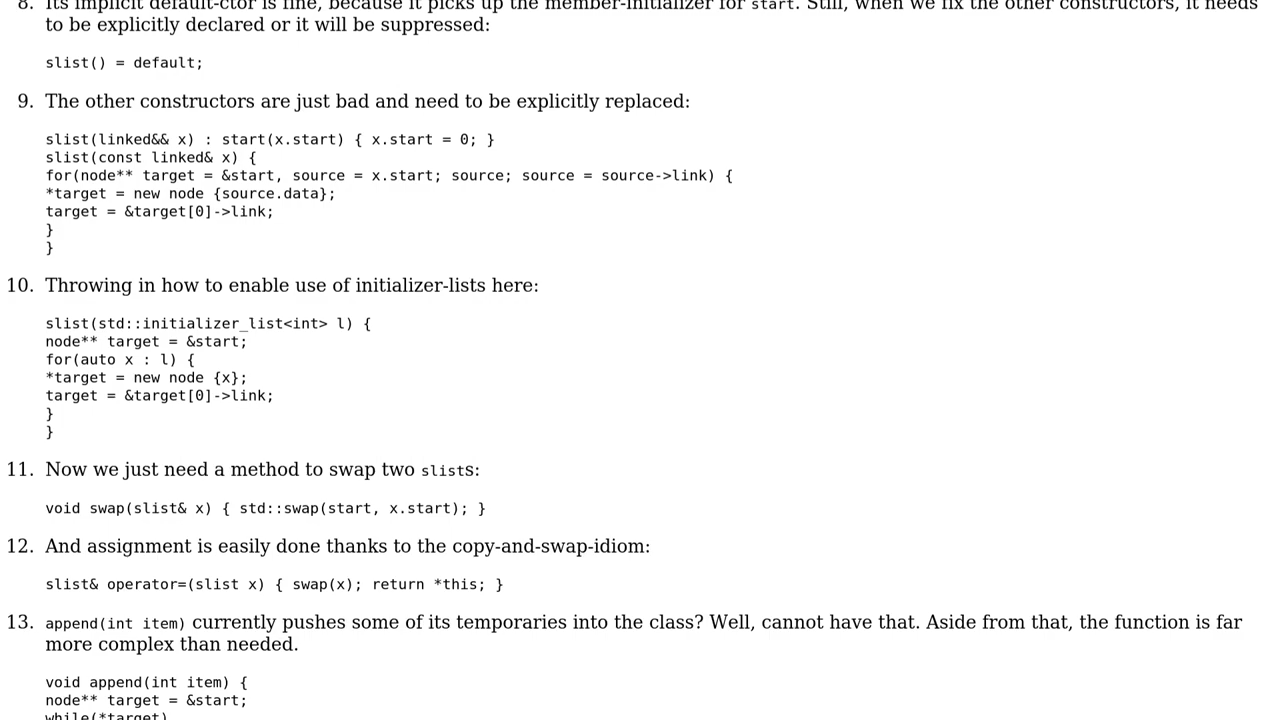 8. Its implicit default-ctor is fine, because it picks up the member-initializer for start. Still, when we fix the other constructors, it needs
to be explicitly declared or it will be suppressed:
slist() = default;
9. The other constructors are just bad and need to be explicitly replaced:
slist(linked&& x) : start(x.start) { x.start = 0; }
slist(const linked& x) {
for(node** target = &start, source = x.start; source; source = source->link) {
*target = new node {source.data};
target = &target[0]->link;
}
}
10. Throwing in how to enable use of initializer-lists here:
slist(std::initializer_list<int> l) {
node** target = &start;
for(auto x : l) {
*target = new node {x};
target = &target[0]->link;
}
}
11. Now we just need a method to swap two slists:
void swap(slist& x) { std::swap(start, x.start); }
12. And assignment is easily done thanks to the copy-and-swap-idiom:
slist& operator=(slist x) { swap(x); return *this; }
13. append(int item) currently pushes some of its temporaries into the class? Well, cannot have that. Aside from that, the function is far
more complex than needed.
void append(int item) {
node** target = &start;
while(*target)